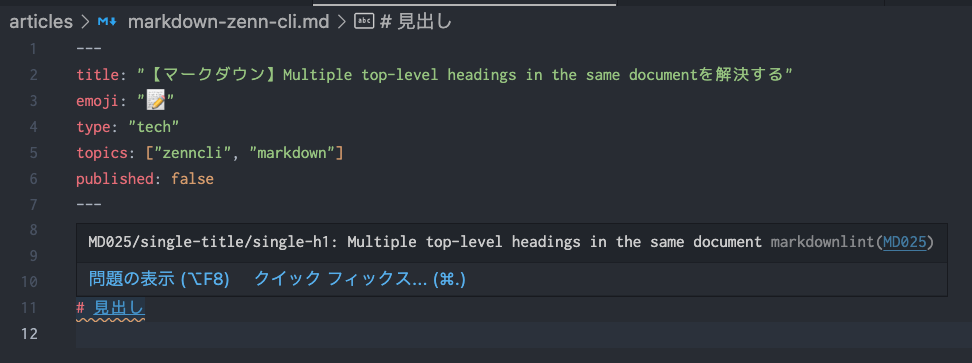 articles > markdown-zenn-cli.md > abc # 見出し
1 ---
2 title: "【マークダウン】Multiple top-level headings in the same documentを解決する"
3 emoji: "📝"
4 type: "tech"
5 topics: ["zenncli", "markdown"]
6 published: false
7 ---
8
MD025/single-title/single-h1: Multiple top-level headings in the same document markdownlint(MD025)
9
問題の表示 (⌥F8) クイック フィックス... (⌘.)
10
11 # 見出し
12